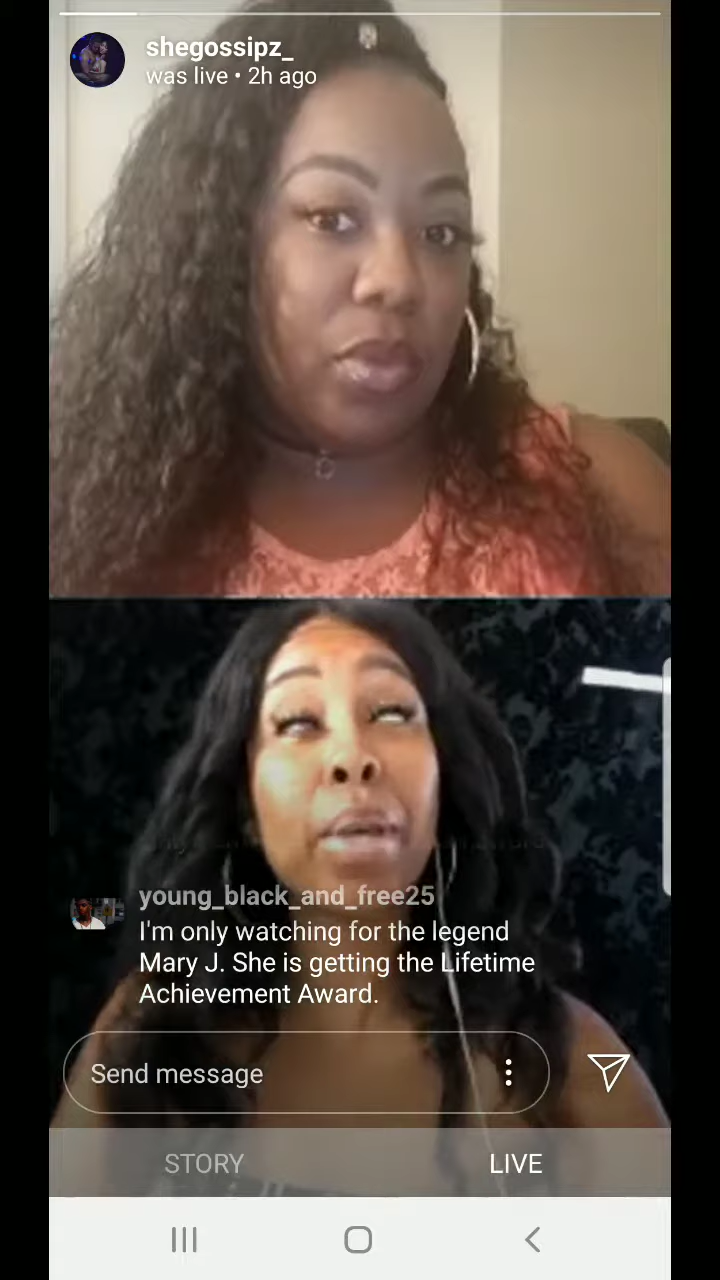 shegossipz_
was live • 2h ago
young_black_and_free25
I'm only watching for the legend
Mary J. She is getting the Lifetime
Achievement Award.
Send message
STORY
LIVE